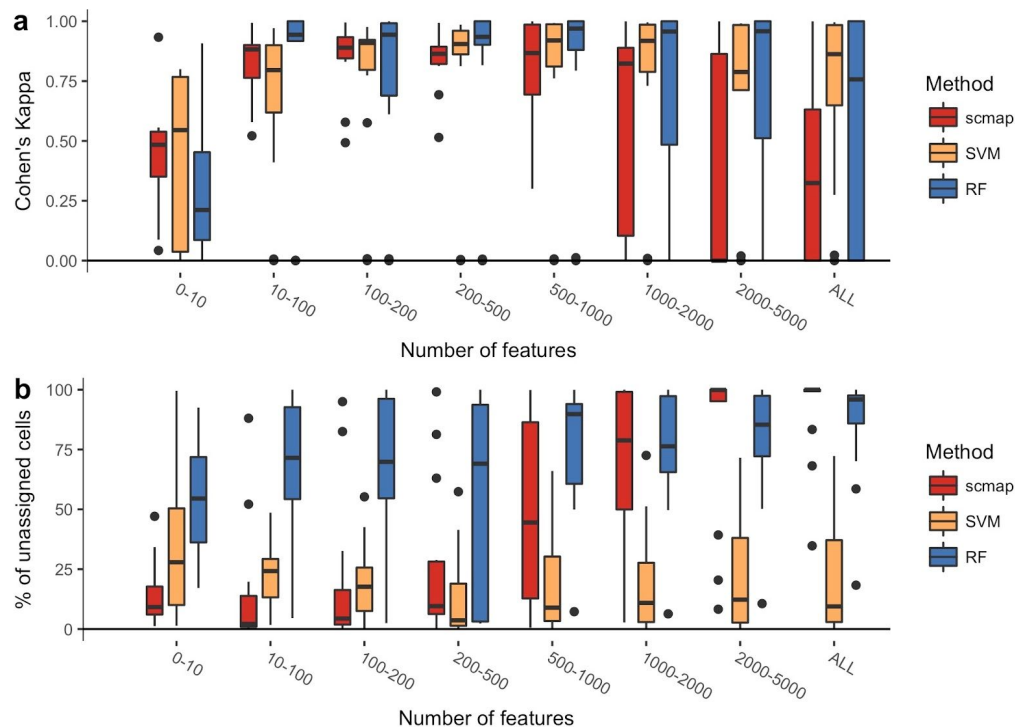 a
Cohen's Kappa
1.00
0.75
0.50
0.25
0.00
0-10
10-100
100-200
200-500
500-1000
1000-2000
2000-5000
ALL
Number of features
Method
scmap
SVM
RF
b
% of unassigned cells
100
75
50
25
0
0-10
10-100
100-200
200-500
500-1000
1000-2000
2000-5000
ALL
Number of features
Method
scmap
SVM
RF